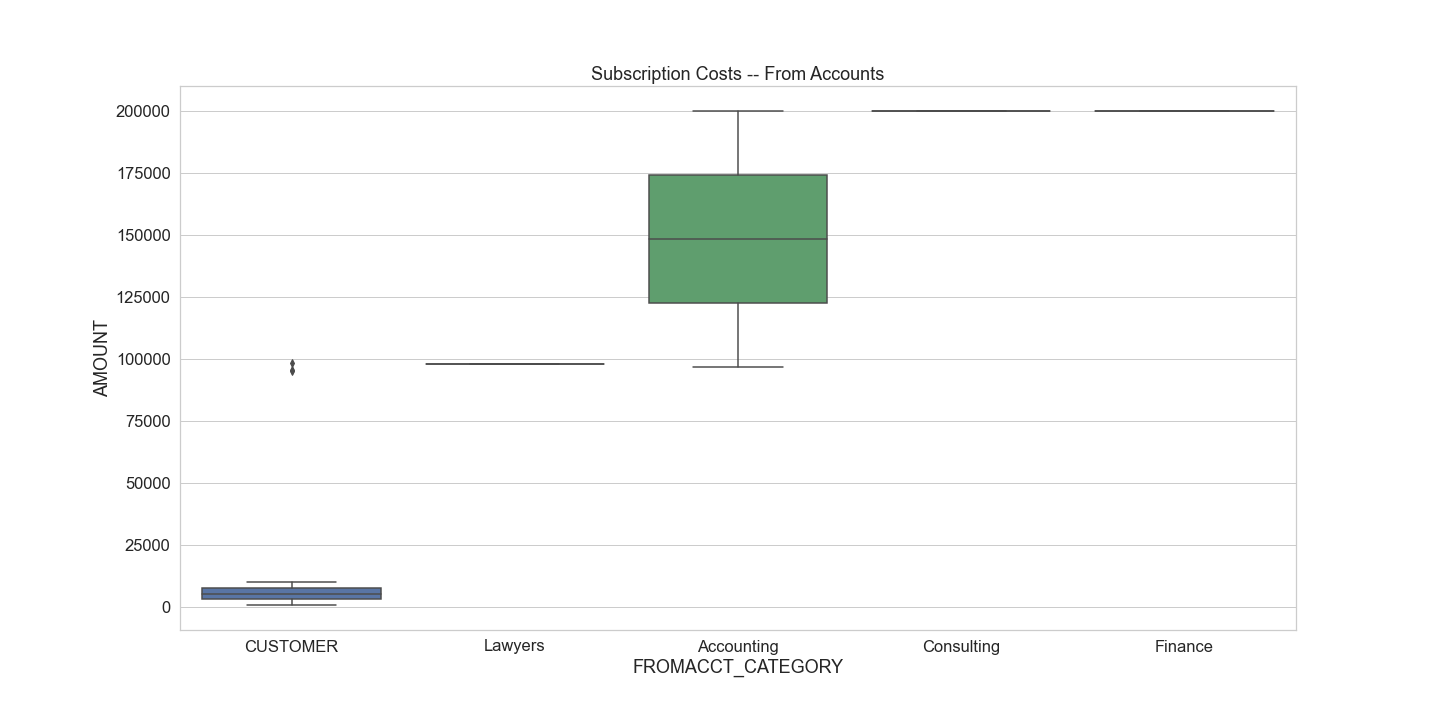 Subscription Costs -- From Accounts
200000
175000
150000
125000
100000
75000
50000
25000
0
AMOUNT
CUSTOMER Lawyers Accounting Consulting Finance
FROMACCT_CATEGORY